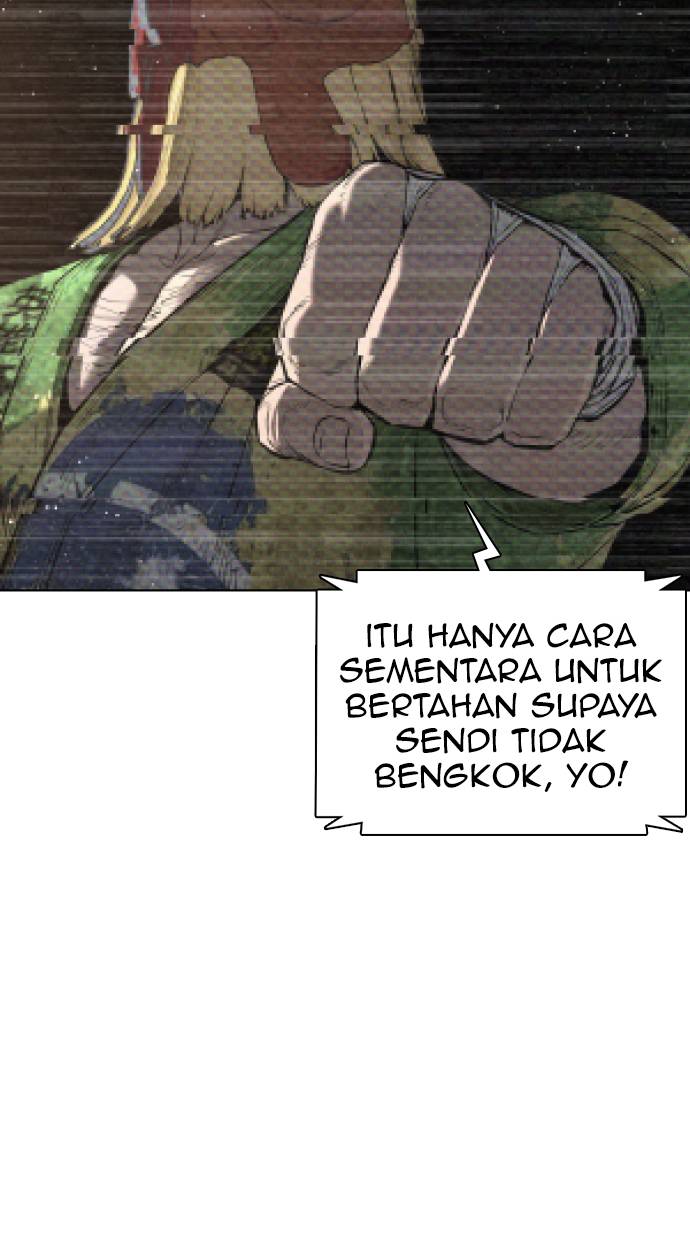 ITU HANYA CARA
SEMENTARA UNTUK
BERTAHAN SUPAYA
SENDI TIDAK
BENGKOK, YO!